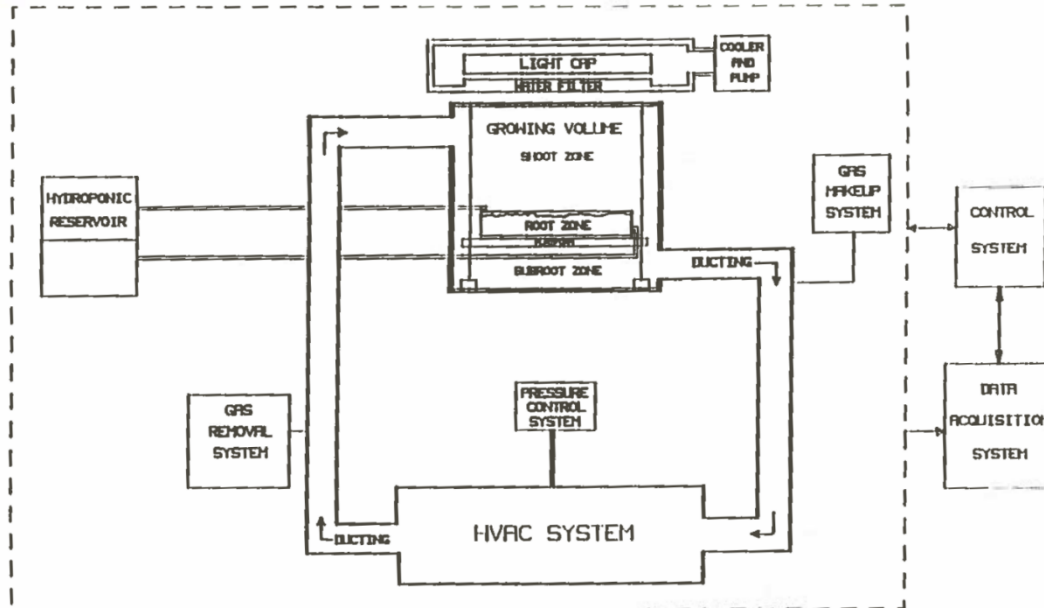 COOLER
AND
PUMP
LIGHT CAP
WATER FILTER
GROWING VOLUME
SHOOT ZONE
HYDROPONIC
RESERVOIR
ROOT ZONE
SUBROOT ZONE
DUCTING
GAS
MAKEUP
SYSTEM
CONTROL
SYSTEM
GAS
REMOVAL
SYSTEM
PRESSURE
CONTROL
SYSTEM
DATA
ACQUISITION
SYSTEM
DUCTING
HVAC SYSTEM